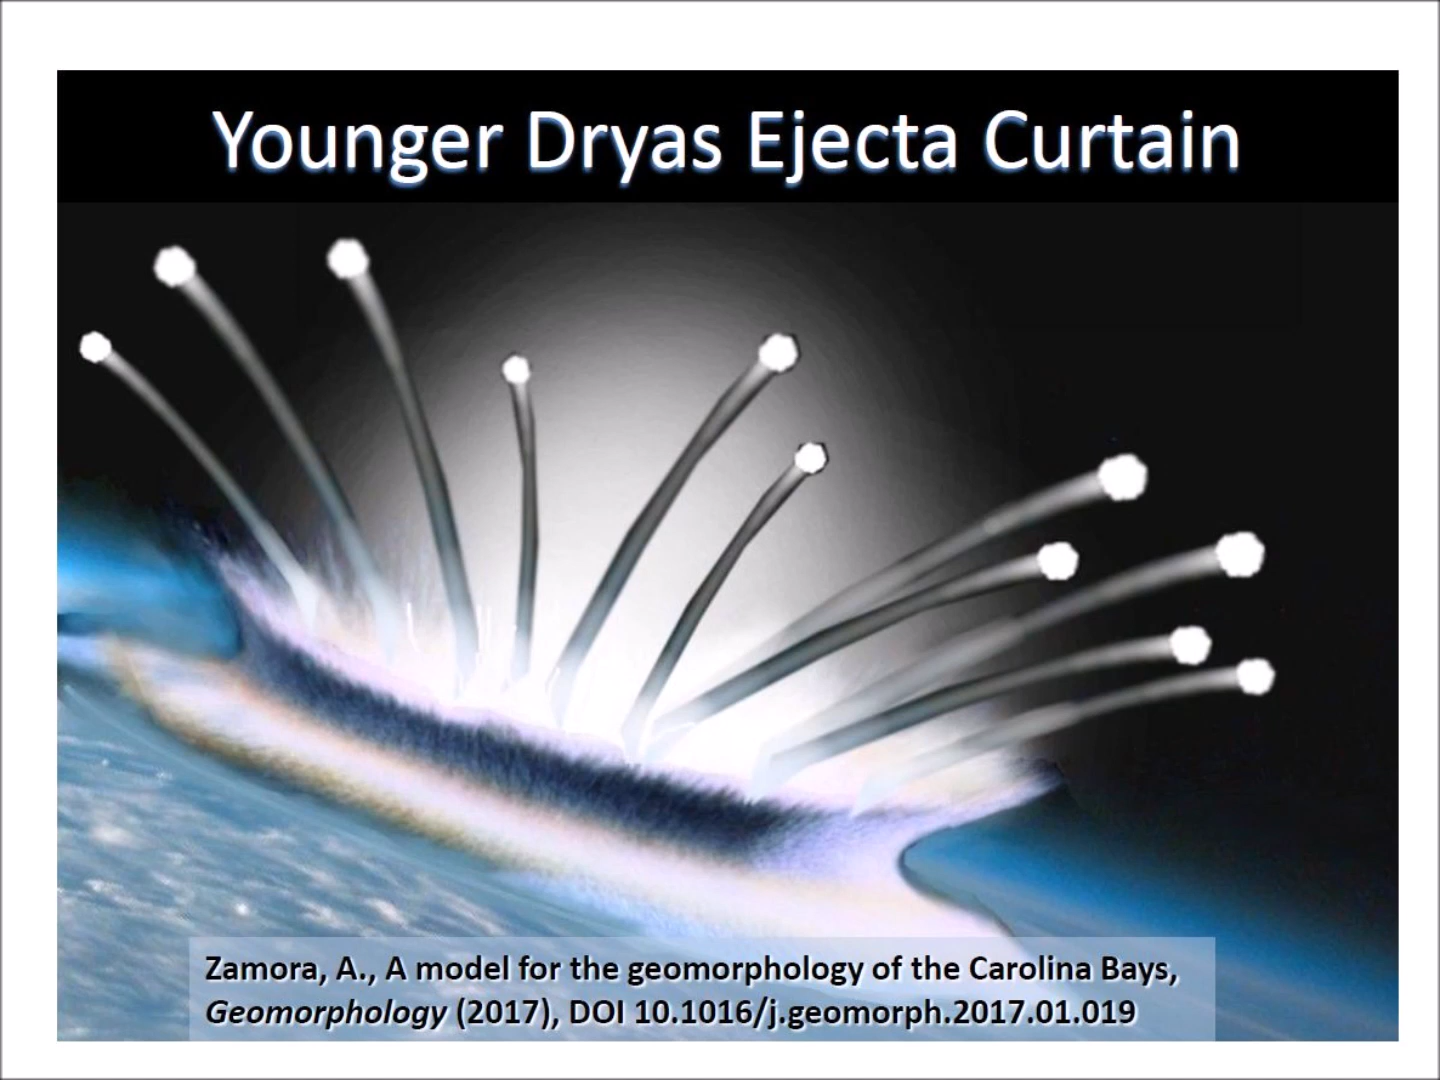 Younger Dryas Ejecta Curtain
Zamora, A., A model for the geomorphology of the Carolina Bays,
Geomorphology (2017), DOI 10.1016/j.geomorph.2017.01.019